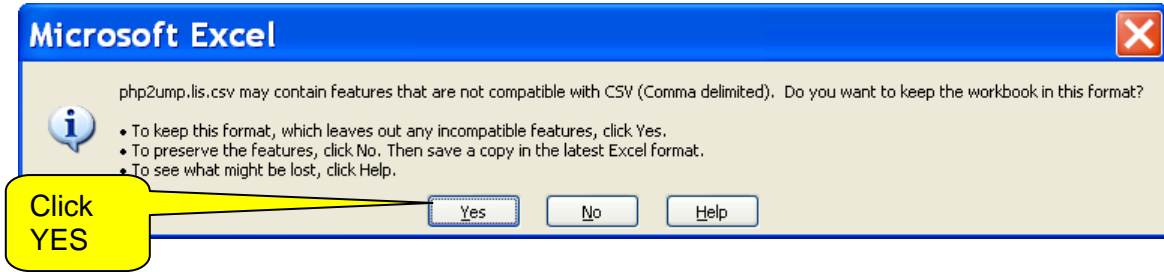 Microsoft Excel
php2ump.lis.csv may contain features that are not compatible with CSV (Comma delimited). Do you want to keep the workbook in this format?
• To keep this format, which leaves out any incompatible features, click Yes.
• To preserve the features, click No. Then save a copy in the latest Excel format.
• To see what might be lost, click Help.
Yes No Help
Click
YES